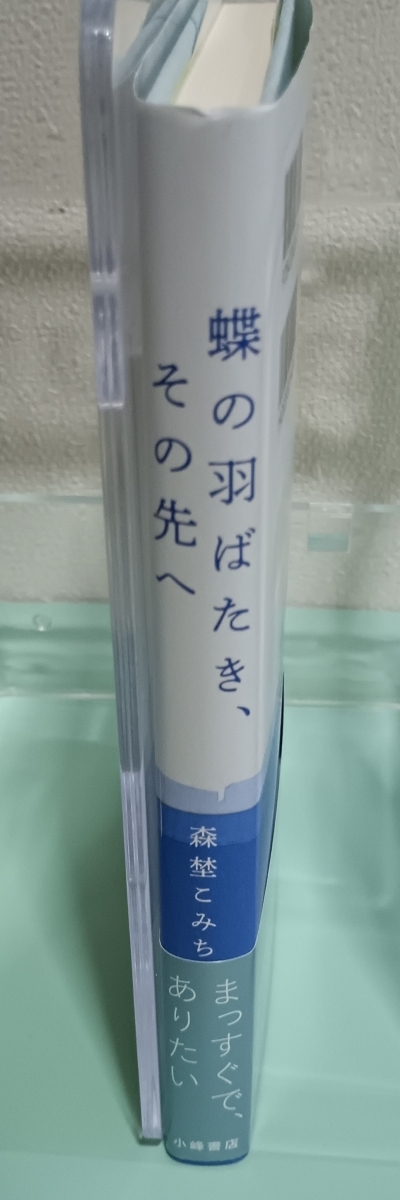 蝶の羽ばたき、
その先へ
森埜こみち
まっすぐで、
ありたい
小峰書店